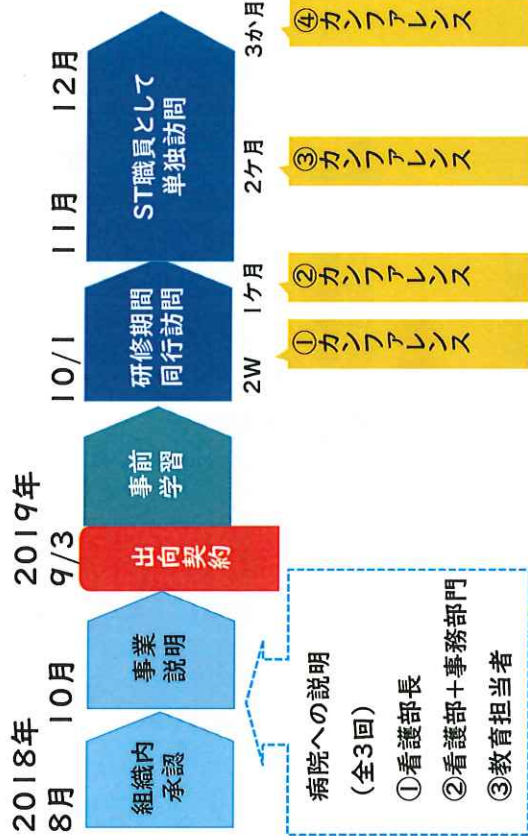 2018年
8月
10月
2019年
9/3
10/1
11月
12月
組織内
承認
事業
説明
出向契約
事前
学習
研修期間
同行訪問
ST職員として
単独訪問
2W
1ケ月
2ケ月
3か月
①カンファレンス
②カンファレンス
③カンファレンス
④カンファレンス
病院への説明
(全3回)
①看護部長
②看護部+事務部門
③教育担当者